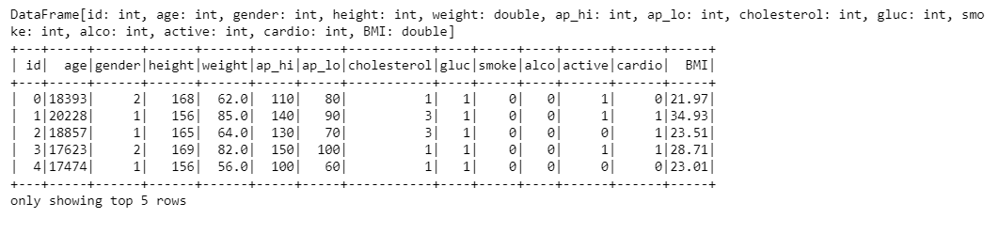 DataFrame[id: int, age: int, gender: int, height: int, weight: double, ap_hi: int, ap_lo: int, cholesterol: int, gluc: int, smo
ke: int, alco: int, active: int, cardio: int, BMI: double]
+---+-----+------+------+------+-----+-----+-----------+----+-----+----+------+------+-----+
| id|  age|gender|height|weight|ap_hi|ap_lo|cholesterol|gluc|smoke|alco|active|cardio|  BMI|
+---+-----+------+------+------+-----+-----+-----------+----+-----+----+------+------+-----+
|  0|18393|     2|   168|  62.0|  110|   80|          1|   1|    0|   0|     1|     0|21.97|
|  1|20228|     1|   156|  85.0|  140|   90|          3|   1|    0|   0|     1|     1|34.93|
|  2|18857|     1|   165|  64.0|  130|   70|          3|   1|    0|   0|     0|     1|23.51|
|  3|17623|     2|   169|  82.0|  150|  100|          1|   1|    0|   0|     1|     1|28.71|
|  4|17474|     1|   156|  56.0|  100|   60|          1|   1|    0|   0|     0|     0|23.01|
+---+-----+------+------+------+-----+-----+-----------+----+-----+----+------+------+-----+
only showing top 5 rows